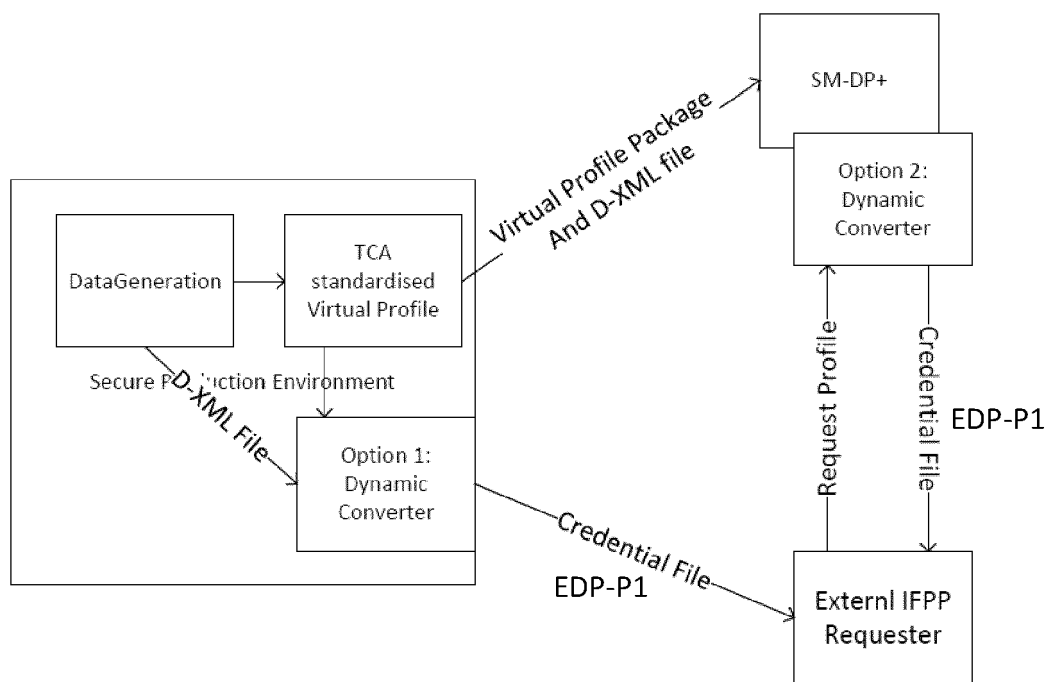 SM-DP+
Option 2:
Dynamic
Converter
Virtual Profile Package
And D-XML file
DataGeneration
TCA
standardised
Virtual Profile
Secure Production Environment
D-XML File
Option 1:
Dynamic
Converter
Request Profile
Credential File
EDP-P1
Credential File
EDP-P1
Externl IFPP
Requester